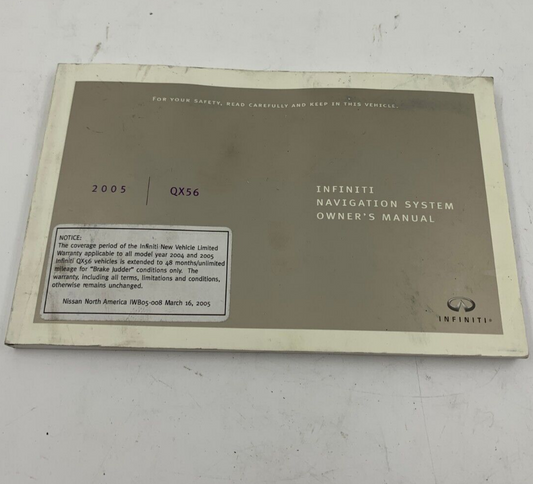 FOR YOUR SAFETY, READ CAREFULLY AND KEEP IN THIS VEHICLE.
2005 QX56
INFINITI
NAVIGATION SYSTEM
OWNER'S MANUAL
NOTICE:
The coverage period of the Infiniti New Vehicle Limited
Warranty applicable to all model year 2004 and 2005
Infiniti QX56 vehicles is extended to 48 months/unlimited
mileage for "Brake Judder" conditions only. The
warranty, including all terms, limitations and conditions,
otherwise remains unchanged.
Nissan North America IWB05-008 March 16, 2005
INFINITI®